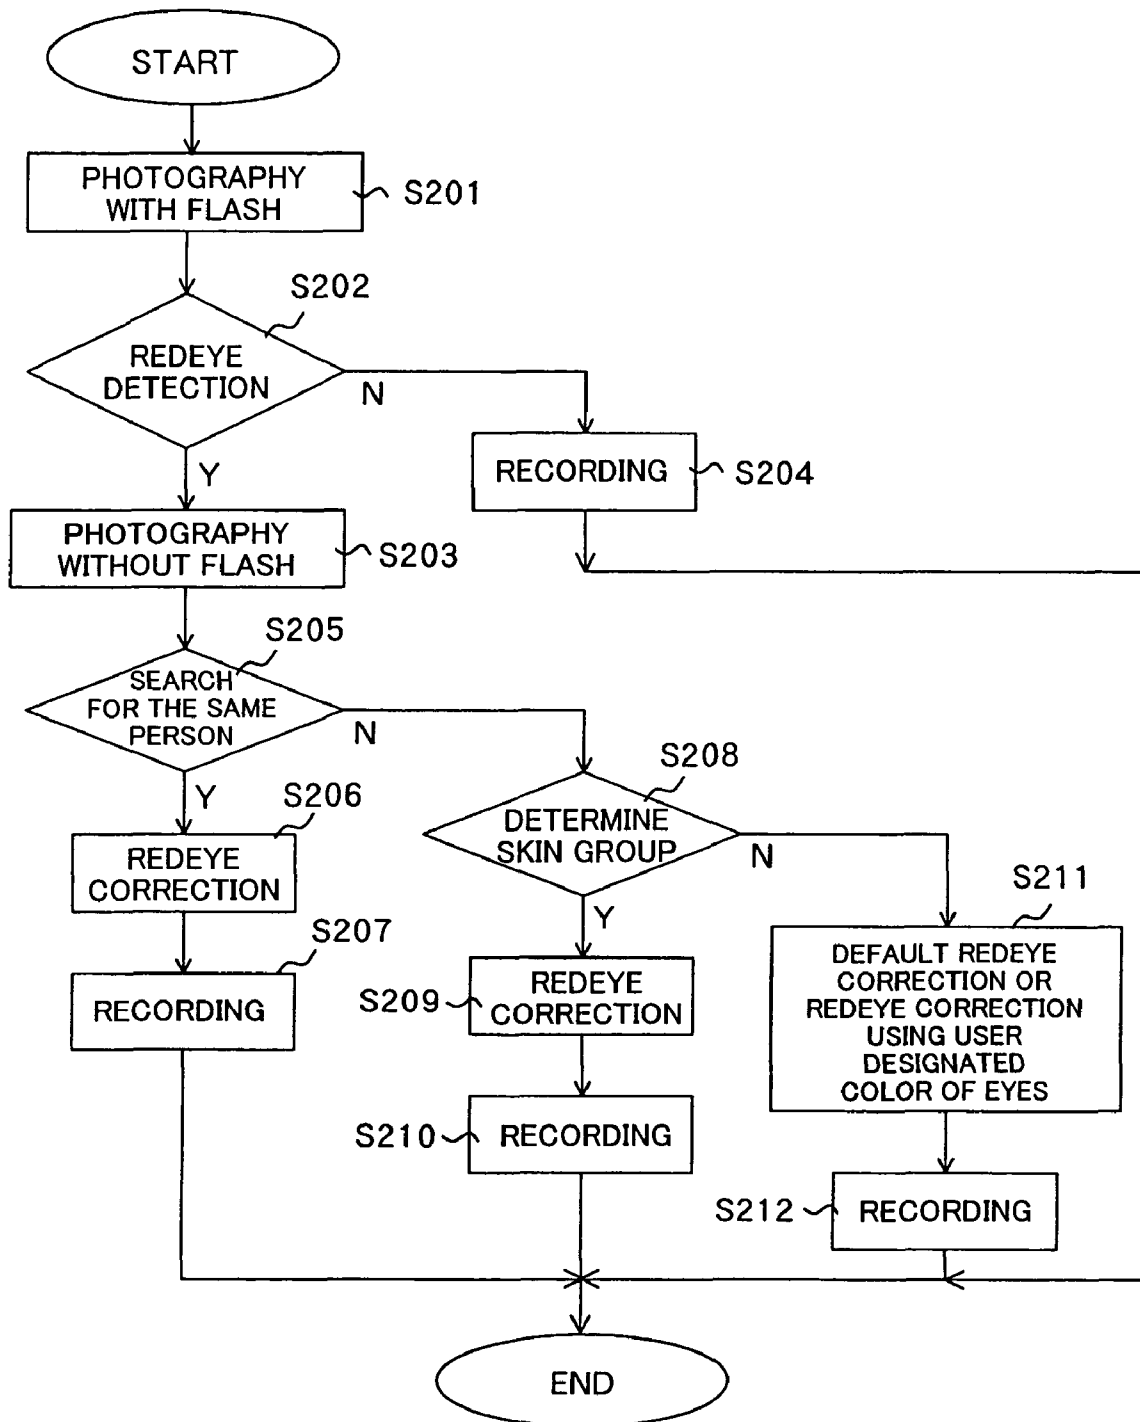 START
PHOTOGRAPHY
WITH FLASH
S201
S202
REDEYE
DETECTION
N
Y
RECORDING
S204
PHOTOGRAPHY
WITHOUT FLASH
S203
S205
SEARCH
FOR THE SAME
PERSON
N
Y
S206
REDEYE
CORRECTION
S207
RECORDING
S208
DETERMINE
SKIN GROUP
N
Y
S209
REDEYE
CORRECTION
S210
RECORDING
S211
DEFAULT REDEYE
CORRECTION OR
REDEYE CORRECTION
USING USER
DESIGNATED
COLOR OF EYES
S212
RECORDING
END